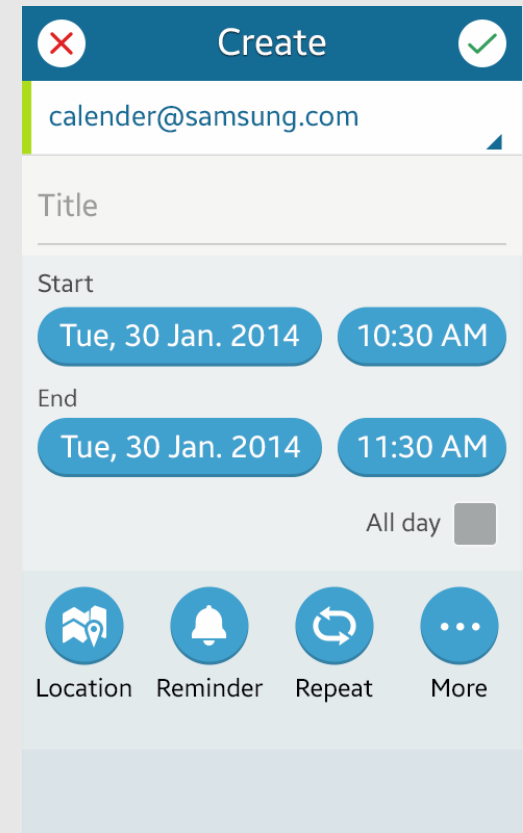 Create
calender@samsung.com
Title
Start
Tue, 30 Jan. 2014 10:30 AM
End
Tue, 30 Jan. 2014 11:30 AM
All day
Location Reminder Repeat More